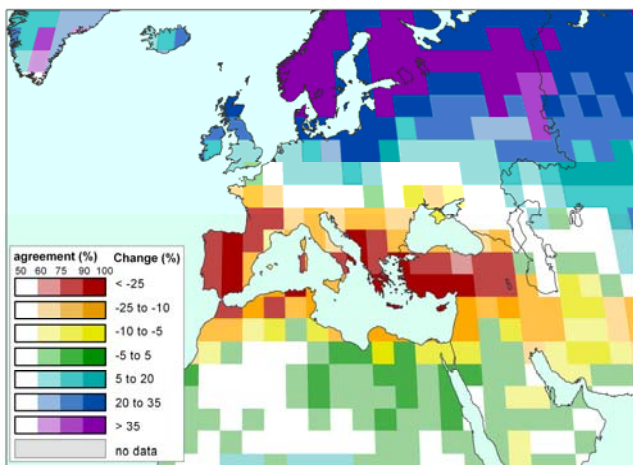 agreement (%) Change (%)
50 60 75 90 100
< -25
-25 to -10
-10 to -5
-5 to 5
5 to 20
20 to 35
> 35
no data